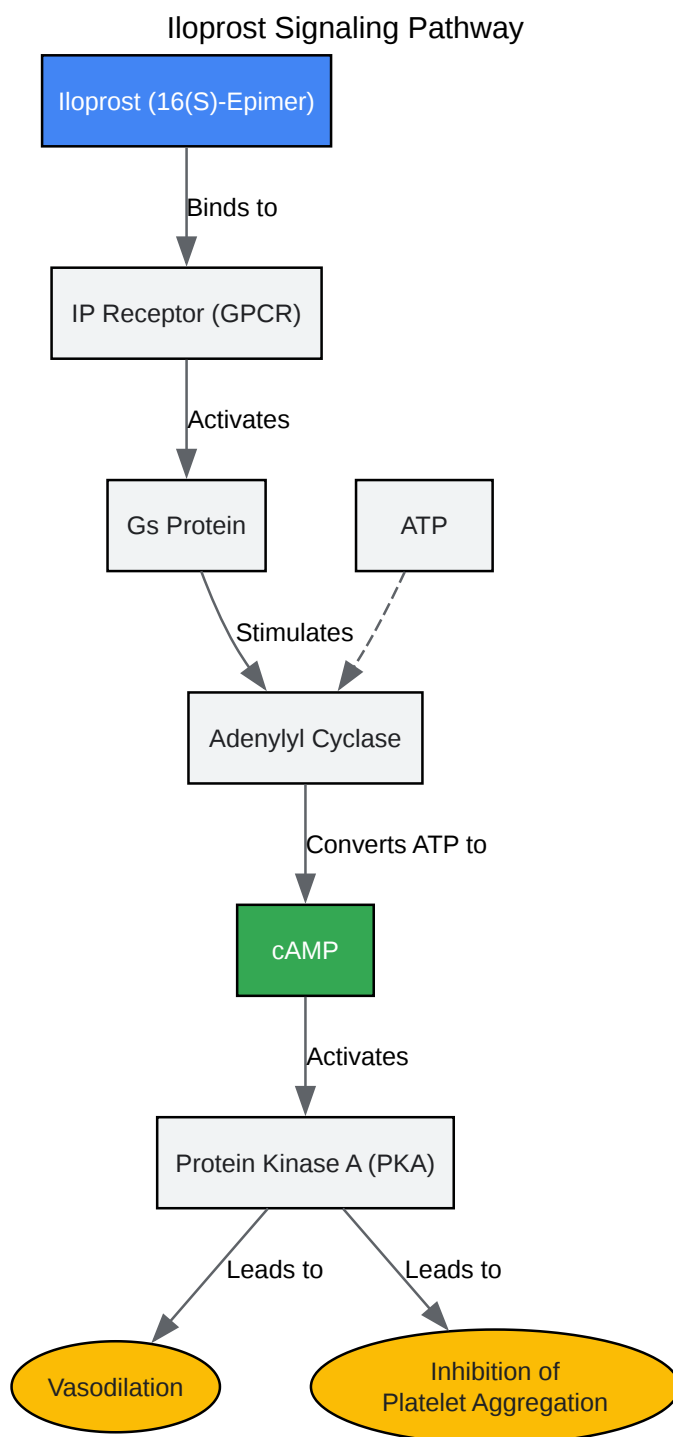 Iloprost Signaling Pathway
Iloprost (16(S)-Epimer)
Binds to
IP Receptor (GPCR)
Activates
Gs Protein
ATP
Stimulates
Adenylyl Cyclase
Converts ATP to
cAMP
Activates
Protein Kinase A (PKA)
Leads to
Leads to
Vasodilation
Inhibition of
Platelet Aggregation